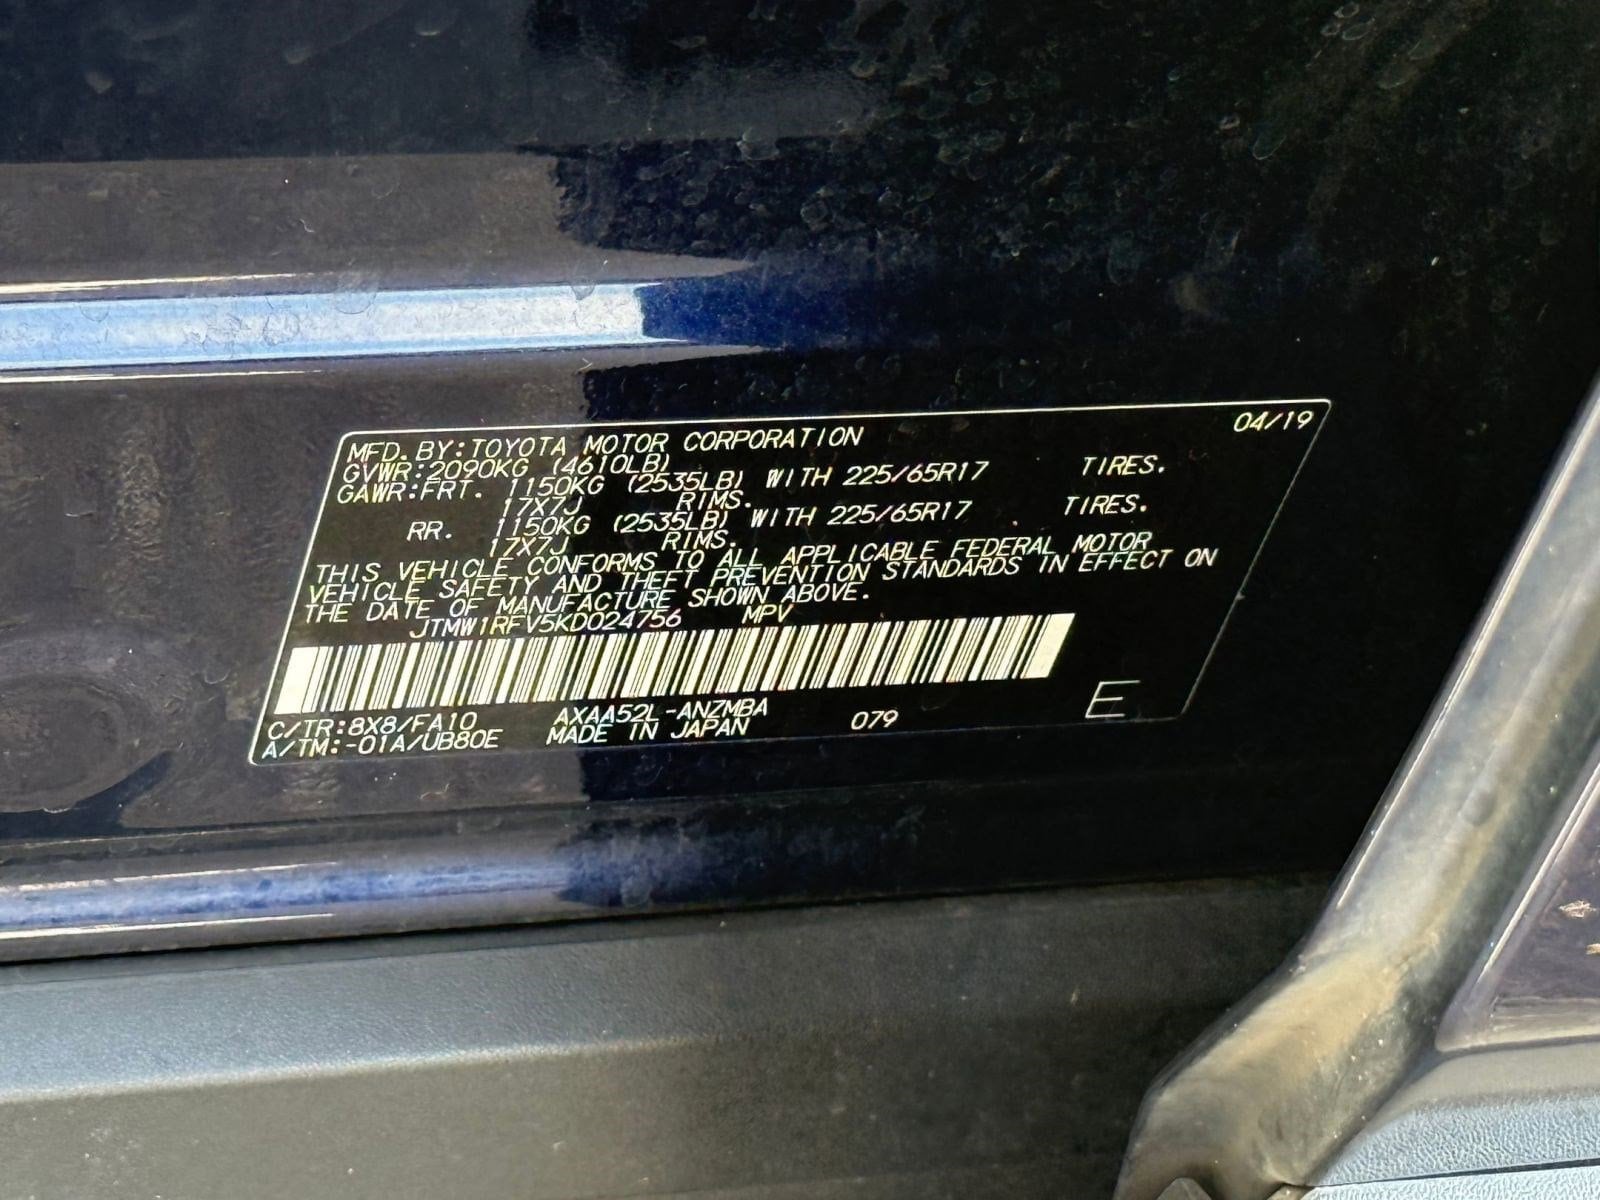 04/19
MFD. BY: TOYOTA MOTOR CORPORATION
GVWR: 2090KG (4610LB)
GAWR: FRT. 1150KG (2535LB) WITH 225/65R17 TIRES.
17X7J RIMS.
RR. 1150KG (2535LB) WITH 225/65R17 TIRES.
17X7J RIMS.
THIS VEHICLE CONFORMS TO ALL APPLICABLE FEDERAL MOTOR
VEHICLE SAFETY AND THEFT PREVENTION STANDARDS IN EFFECT ON
THE DATE OF MANUFACTURE SHOWN ABOVE.
JTMW1RFV5KD024756 MPV
C/TR: 8X8/FA10 AXAA52L-ANZMBA
A/TM: -01A/UB80E MADE IN JAPAN 079 E